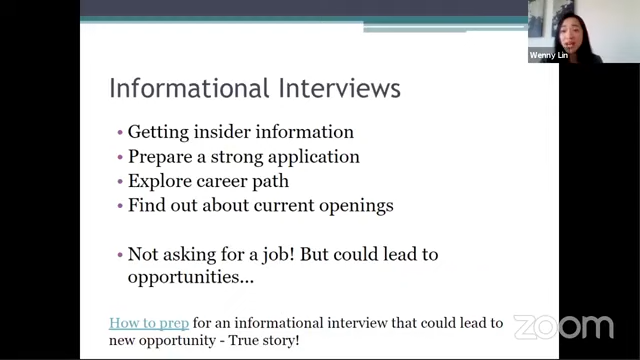 Wenny Lin
Informational Interviews
• Getting insider information
• Prepare a strong application
• Explore career path
• Find out about current openings
• Not asking for a job! But could lead to
opportunities...
How to prep for an informational interview that could lead to
new opportunity - True story!
zoom